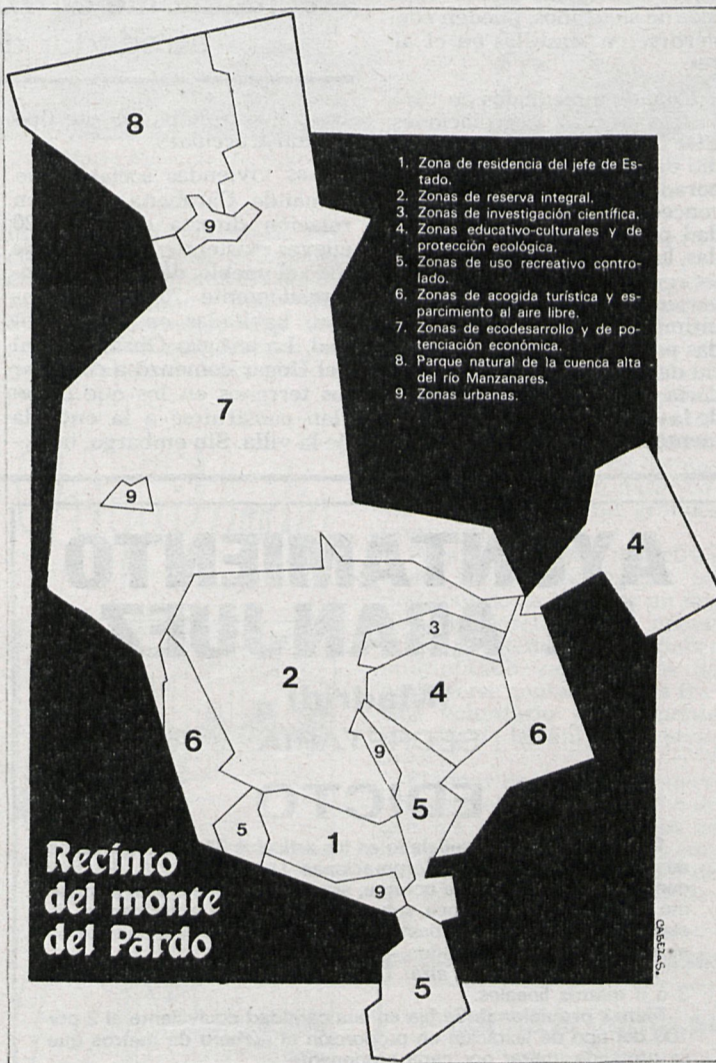 8
9
7
9
2
3
4
4
6
6
9
5
5
1
9
5
1. Zona de residencia del jefe de Es-
tado.
2. Zonas de reserva integral.
3. Zonas de investigación científica.
4. Zonas educativo-culturales y de
protección ecológica.
5. Zonas de uso recreativo contro-
lado.
6. Zonas de acogida turística y es-
parcimiento al aire libre.
7. Zonas de ecodesarrollo y de po-
tenciación económica.
8. Parque natural de la cuenca alta
del río Manzanares.
9. Zonas urbanas.
Recinto
del monte
del Pardo
CABEZAS.